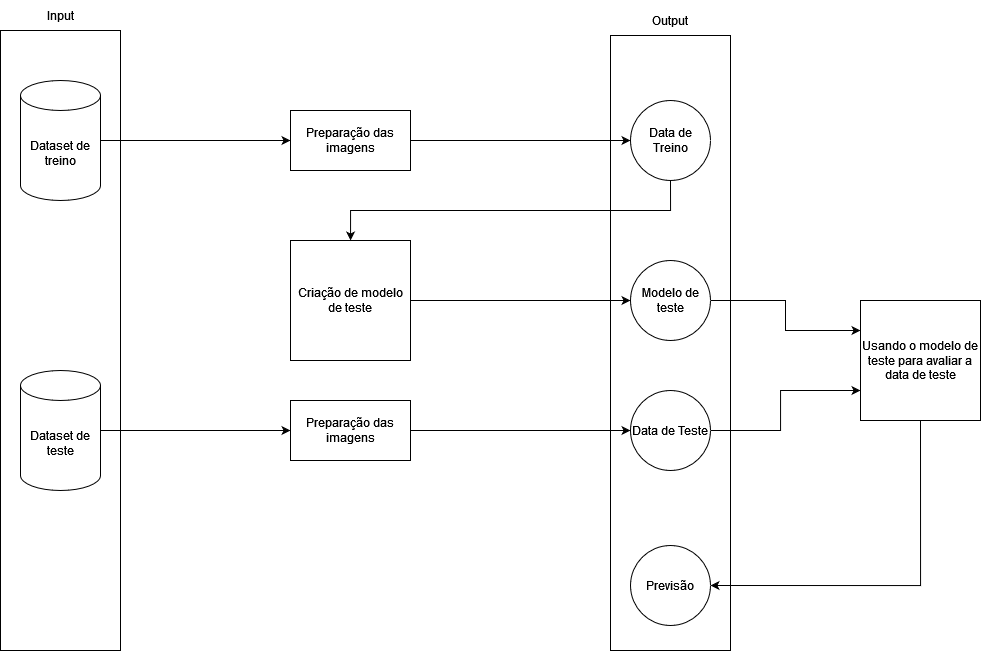 Input
Output
Dataset de
treino
Preparação das
imagens
Data de
Treino
Criação de modelo
de teste
Modelo de
teste
Usando o modelo de
teste para avaliar a
data de teste
Dataset de
teste
Preparação das
imagens
Data de Teste
Previsão